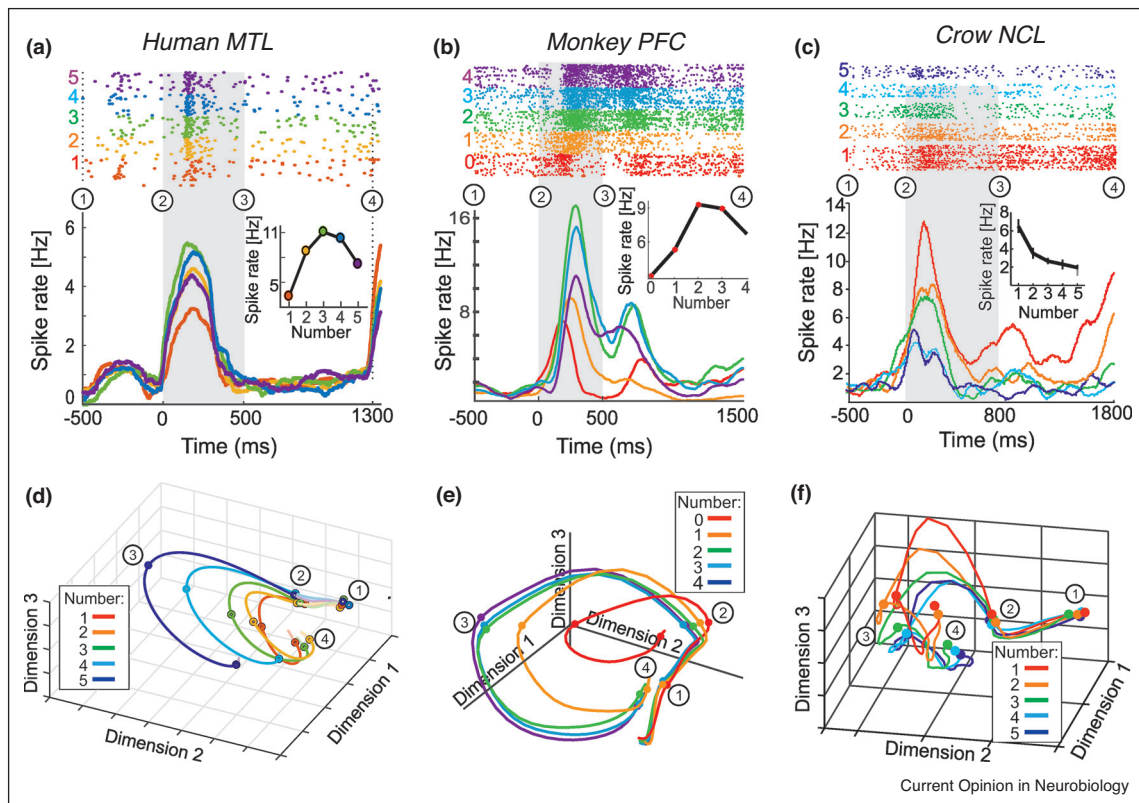 (a) Human MTL
5
4
3
2
1
① ② ③ ④
6
4
2
0
Spike rate [Hz]
11
5
Spike rate [Hz]
1 2 3 4 5
Number
-500 0 500 1300
Time (ms)
(b) Monkey PFC
4
3
2
1
0
① ② ③ ④
16
8
Spike rate [Hz]
9
6
Spike rate [Hz]
0 1 2 3 4
Number
-500 0 500 1500
Time (ms)
(c) Crow NCL
5
4
3
2
1
① ② ③ ④
14
12
10
8
6
4
2
0
Spike rate [Hz]
8
6
4
2
Spike rate [Hz]
1 2 3 4 5
Number
-500 0 800 1800
Time (ms)
(d)
③ ② ① ④
Number:
1
2
3
4
5
Dimension 3
Dimension 2
Dimension 1
(e)
Number:
0
1
2
3
4
Dimension 3
Dimension 2
Dimension 1
③ ② ④ ①
(f)
① ② ③ ④
Number:
1
2
3
4
5
Dimension 3
Dimension 2
Dimension 1
Current Opinion in Neurobiology